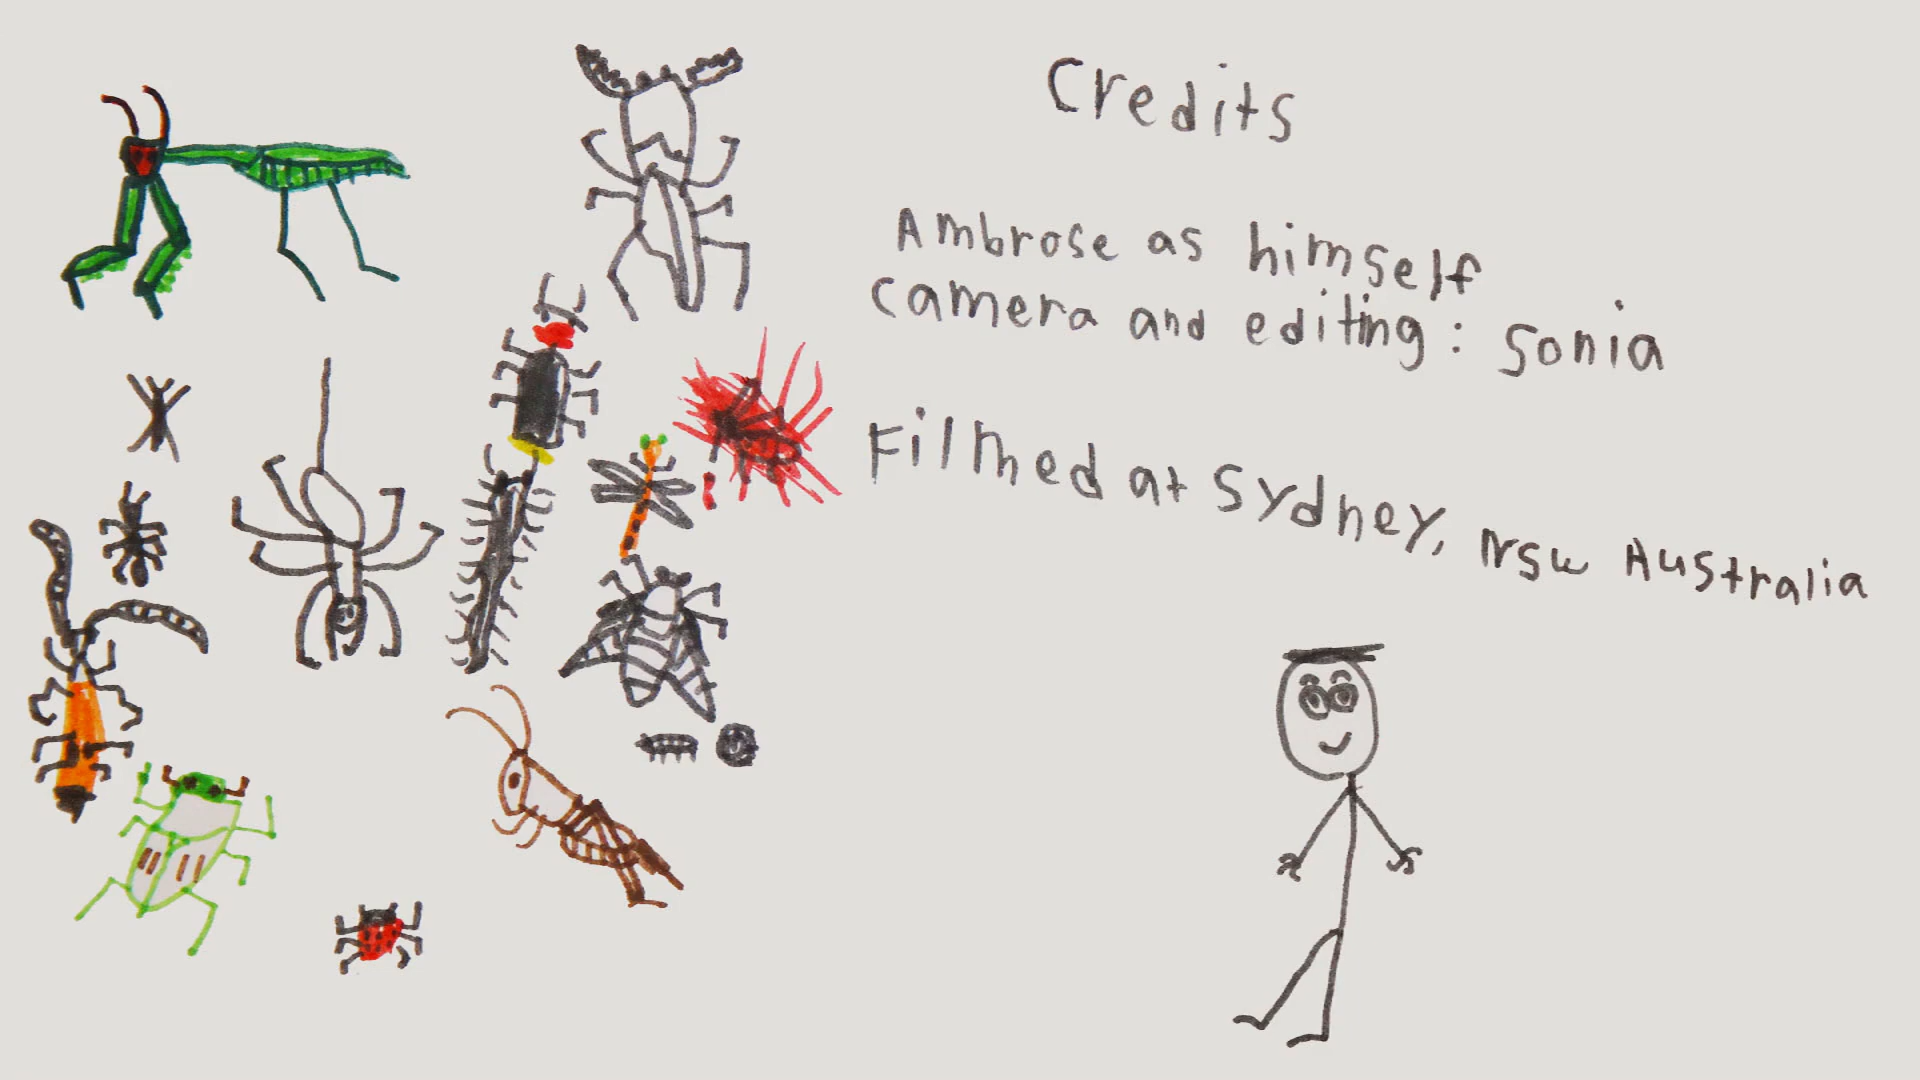 Credits
Ambrose as himself
camera and editing: Sonia
Filmed at Sydney, NSW Australia